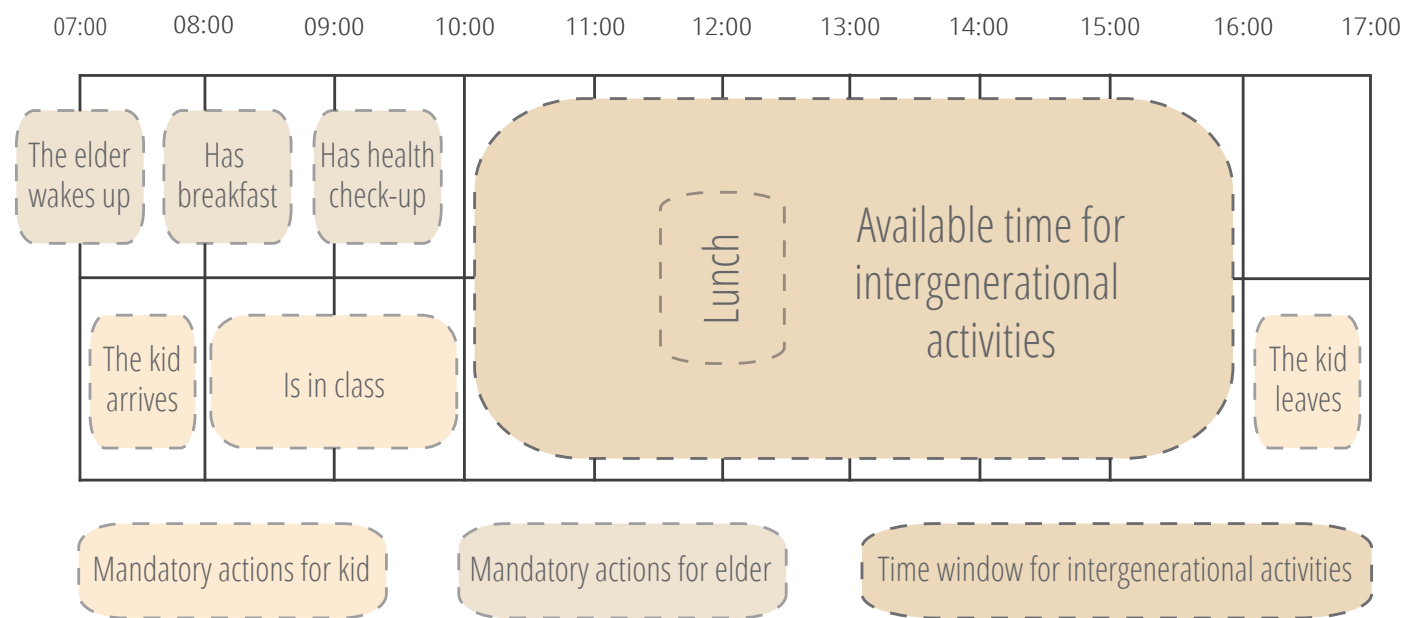 07:00 08:00 09:00 10:00 11:00 12:00 13:00 14:00 15:00 16:00 17:00
The elder
wakes up
Has
breakfast
Has health
check-up
Lunch
Available time for
intergenerational
activities
The kid
arrives
Is in class
The kid
leaves
Mandatory actions for kid
Mandatory actions for elder
Time window for intergenerational activities